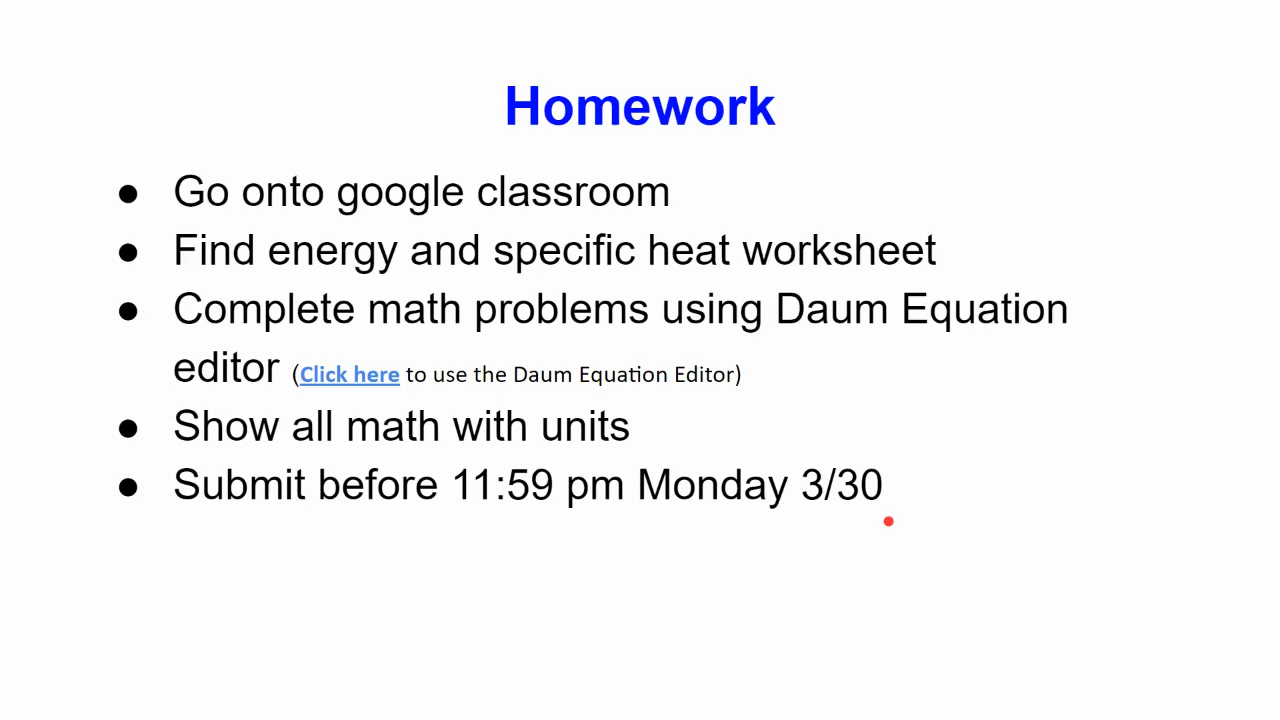 Homework
● Go onto google classroom
● Find energy and specific heat worksheet
● Complete math problems using Daum Equation
editor (Click here to use the Daum Equation Editor)
● Show all math with units
● Submit before 11:59 pm Monday 3/30